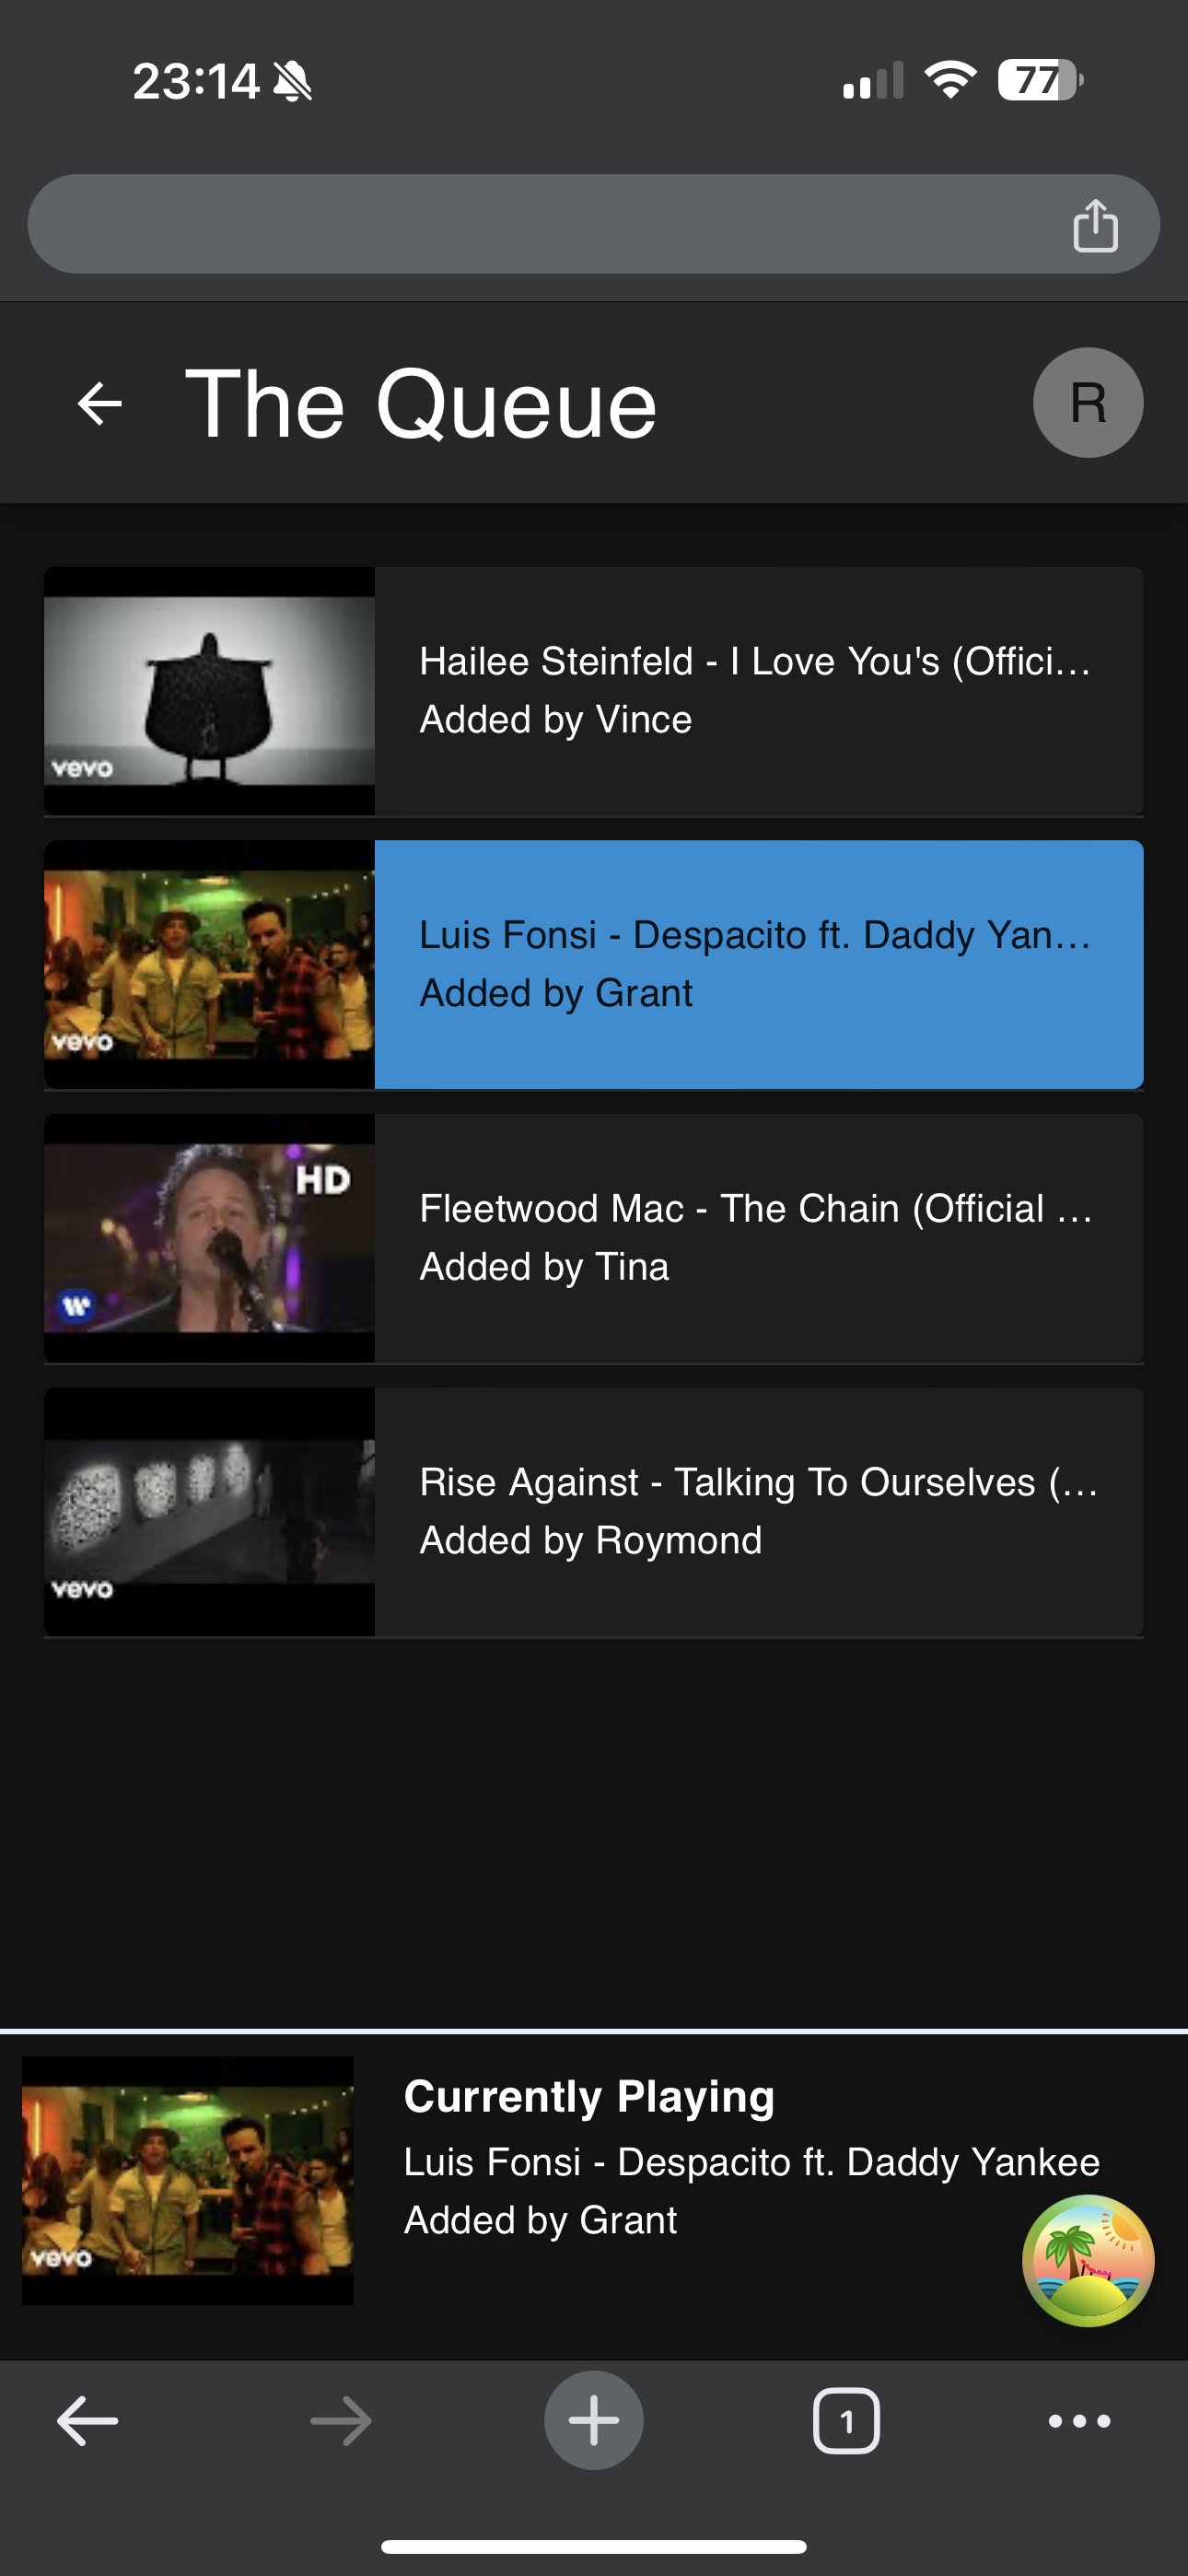 23:14
77
The Queue
R
Hailee Steinfeld - I Love You's (Offici...
Added by Vince
vevo
Luis Fonsi - Despacito ft. Daddy Yan...
Added by Grant
vevo
HD
Fleetwood Mac - The Chain (Official ...
Added by Tina
W
Rise Against - Talking To Ourselves (...
Added by Roymond
vevo
Currently Playing
Luis Fonsi - Despacito ft. Daddy Yankee
Added by Grant
vevo
1